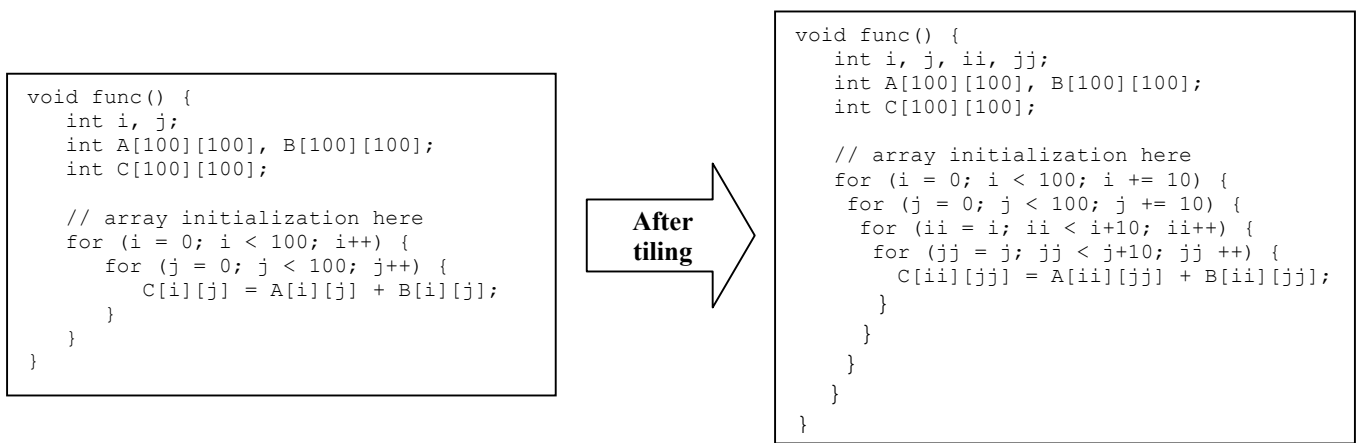 void func() {
   int i, j;
   int A[100][100], B[100][100];
   int C[100][100];

   // array initialization here
   for (i = 0; i < 100; i++) {
      for (j = 0; j < 100; j++) {
         C[i][j] = A[i][j] + B[i][j];
      }
   }
}

After
tiling

void func() {
   int i, j, ii, jj;
   int A[100][100], B[100][100];
   int C[100][100];

   // array initialization here
   for (i = 0; i < 100; i += 10) {
    for (j = 0; j < 100; j += 10) {
     for (ii = i; ii < i+10; ii++) {
      for (jj = j; jj < j+10; jj ++) {
        C[ii][jj] = A[ii][jj] + B[ii][jj];
      }
     }
    }
   }
}